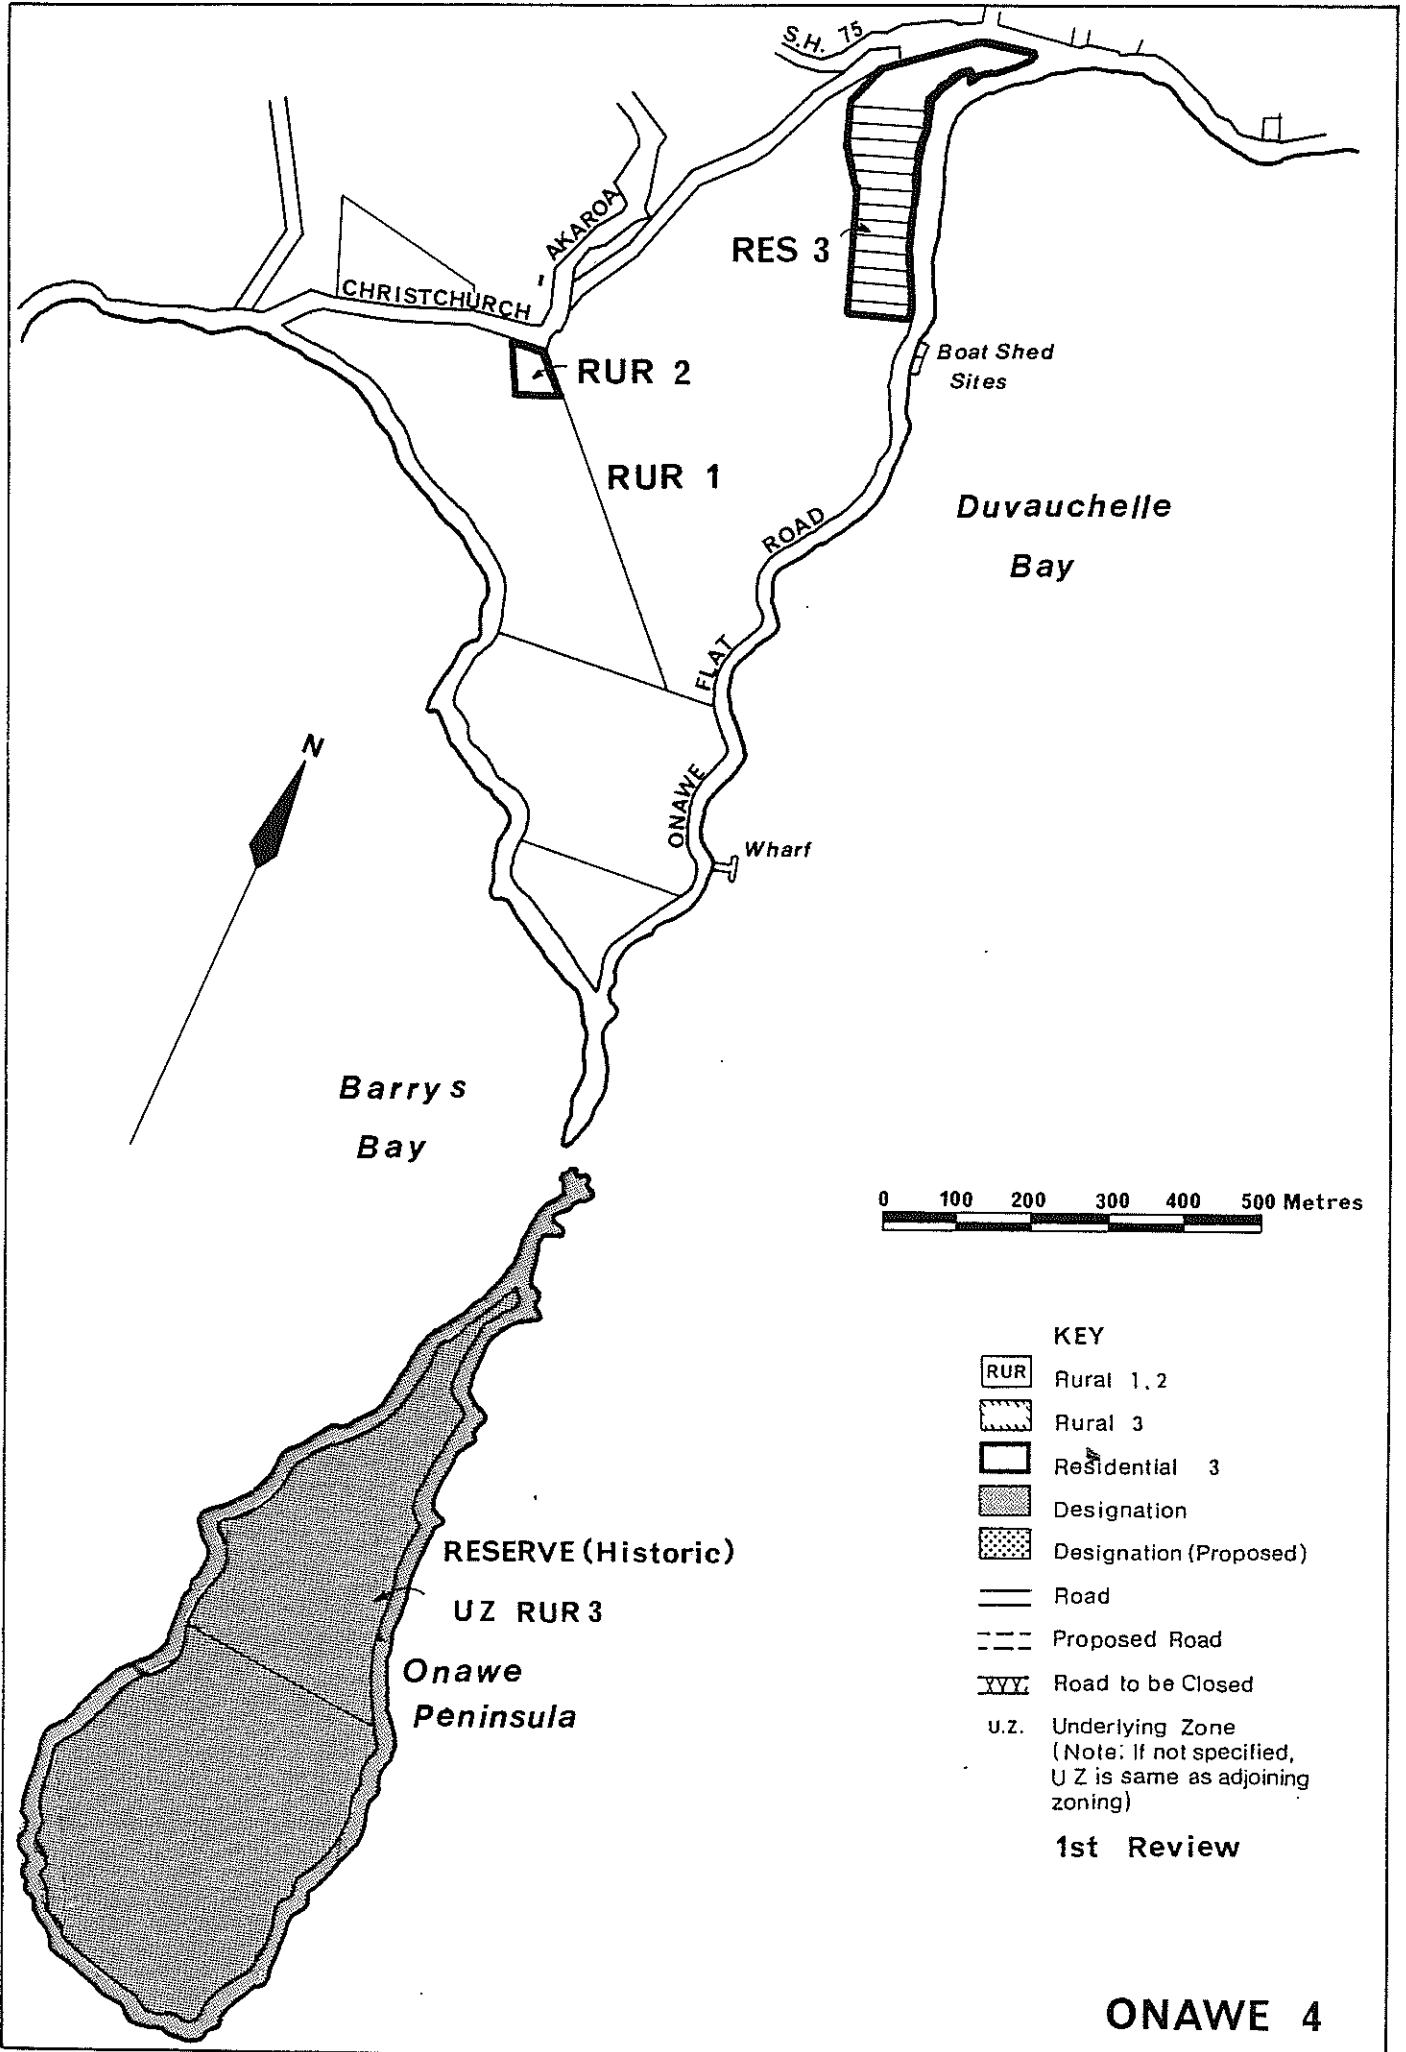 S.H. 75
AKAROA
CHRISTCHURCH
RES 3
RUR 2
Boat Shed
Sites
RUR 1
Duvauchelle
Bay
ROAD
FLAT
ONAWE
N
Wharf
Barrys
Bay
0 100 200 300 400 500 Metres
KEY
RUR Rural 1,2
Rural 3
Residential 3
Designation
Designation (Proposed)
Road
Proposed Road
Road to be Closed
U.Z. Underlying Zone
(Note: If not specified,
U Z is same as adjoining
zoning)
1st Review
RESERVE (Historic)
UZ RUR 3
Onawe
Peninsula
ONAWE 4